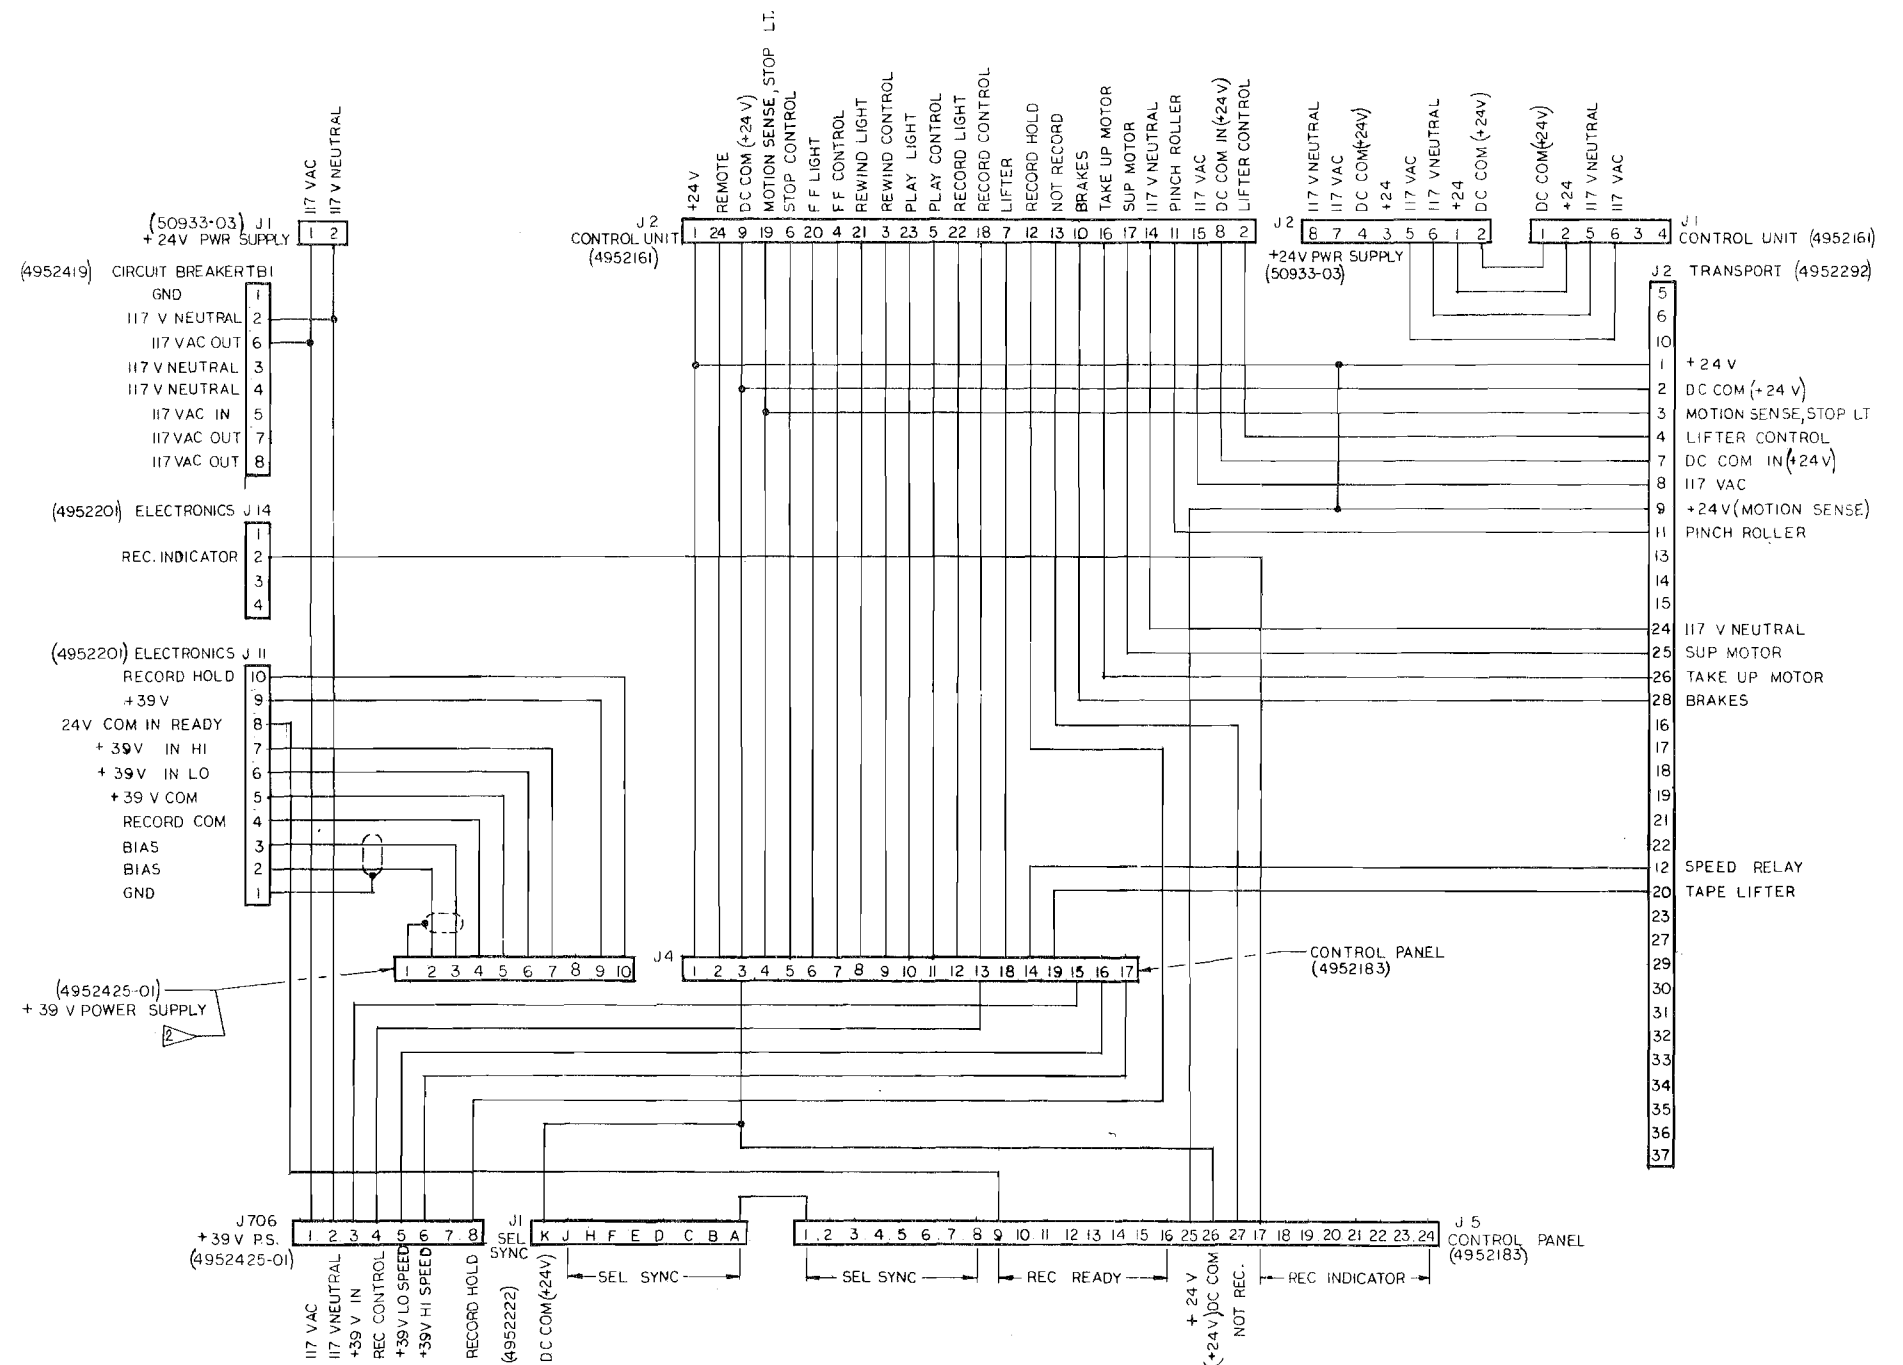 117 VAC
117 V NEUTRAL
(50933-03) J1
+ 24V PWR SUPPLY
1 2
+24V
REMOTE
DC COM (+24V)
MOTION SENSE, STOP LT.
STOP CONTROL
FF LIGHT
FF CONTROL
REWIND LIGHT
REWIND CONTROL
PLAY LIGHT
PLAY CONTROL
RECORD LIGHT
RECORD CONTROL
LIFTER
RECORD HOLD
NOT RECORD
BRAKES
TAKE UP MOTOR
SUP MOTOR
117 V NEUTRAL
PINCH ROLLER
117 VAC
DC COM IN (+24V)
LIFTER CONTROL
J2
CONTROL UNIT
(4952161)
1 24 9 19 6 20 4 21 3 23 5 22 18 7 12 13 10 16 17 14 11 15 8 2
117 V NEUTRAL
117 VAC
DC COM (+24V)
+24
117 VAC
117 V NEUTRAL
+24
DC COM (+24V)
J2
8 7 4 3 5 6 1 2
+24V PWR SUPPLY
(50933-03)
DC COM (+24V)
+24
117 V NEUTRAL
117 VAC
1 2 5 6 3 4
J1
CONTROL UNIT (4952161)
J2 TRANSPORT (4952292)
5
6
10
1 +24V
2 DC COM (+24 V)
3 MOTION SENSE, STOP LT
4 LIFTER CONTROL
7 DC COM IN (+24V)
8 117 VAC
9 +24V (MOTION SENSE)
11 PINCH ROLLER
13
14
15
24 117 V NEUTRAL
25 SUP MOTOR
26 TAKE UP MOTOR
28 BRAKES
16
17
18
19
21
22
12 SPEED RELAY
20 TAPE LIFTER
23
27
29
30
31
32
33
34
35
36
37
(4952419) CIRCUIT BREAKER TB1
GND 1
117 V NEUTRAL 2
117 VAC OUT 6
117 V NEUTRAL 3
117 V NEUTRAL 4
117 VAC IN 5
117 VAC OUT 7
117 VAC OUT 8
(4952201) ELECTRONICS J14
1
REC. INDICATOR 2
3
4
(4952201) ELECTRONICS J11
RECORD HOLD 10
+39V 9
24V COM IN READY 8
+ 39V IN HI 7
+ 39V IN LO 6
+ 39 V COM 5
RECORD COM 4
BIAS 3
BIAS 2
GND 1
1 2 3 4 5 6 7 8 9 10
(4952425-01)
+ 39 V POWER SUPPLY
2
J4
1 2 3 4 5 6 7 8 9 10 11 12 13 18 14 19 15 16 17
CONTROL PANEL
(4952183)
J706
+39V P.S.
(4952425-01)
1 2 3 4 5 6 7 8
117 VAC
117 V NEUTRAL
+39 V IN
REC CONTROL
+39V LO SPEED
+39V HI SPEED
RECORD HOLD
J1
SEL
SYNC
(4952222)
K J H F E D C B A
DC COM (+24V)
SEL SYNC
1 2 3 4 5 6 7 8 9 10 11 12 13 14 15 16 25 26 27 17 18 19 20 21 22 23 24
J5
CONTROL PANEL
(4952183)
SEL SYNC
REC READY
+ 24V
(+24V) DC COM
NOT REC.
REC INDICATOR